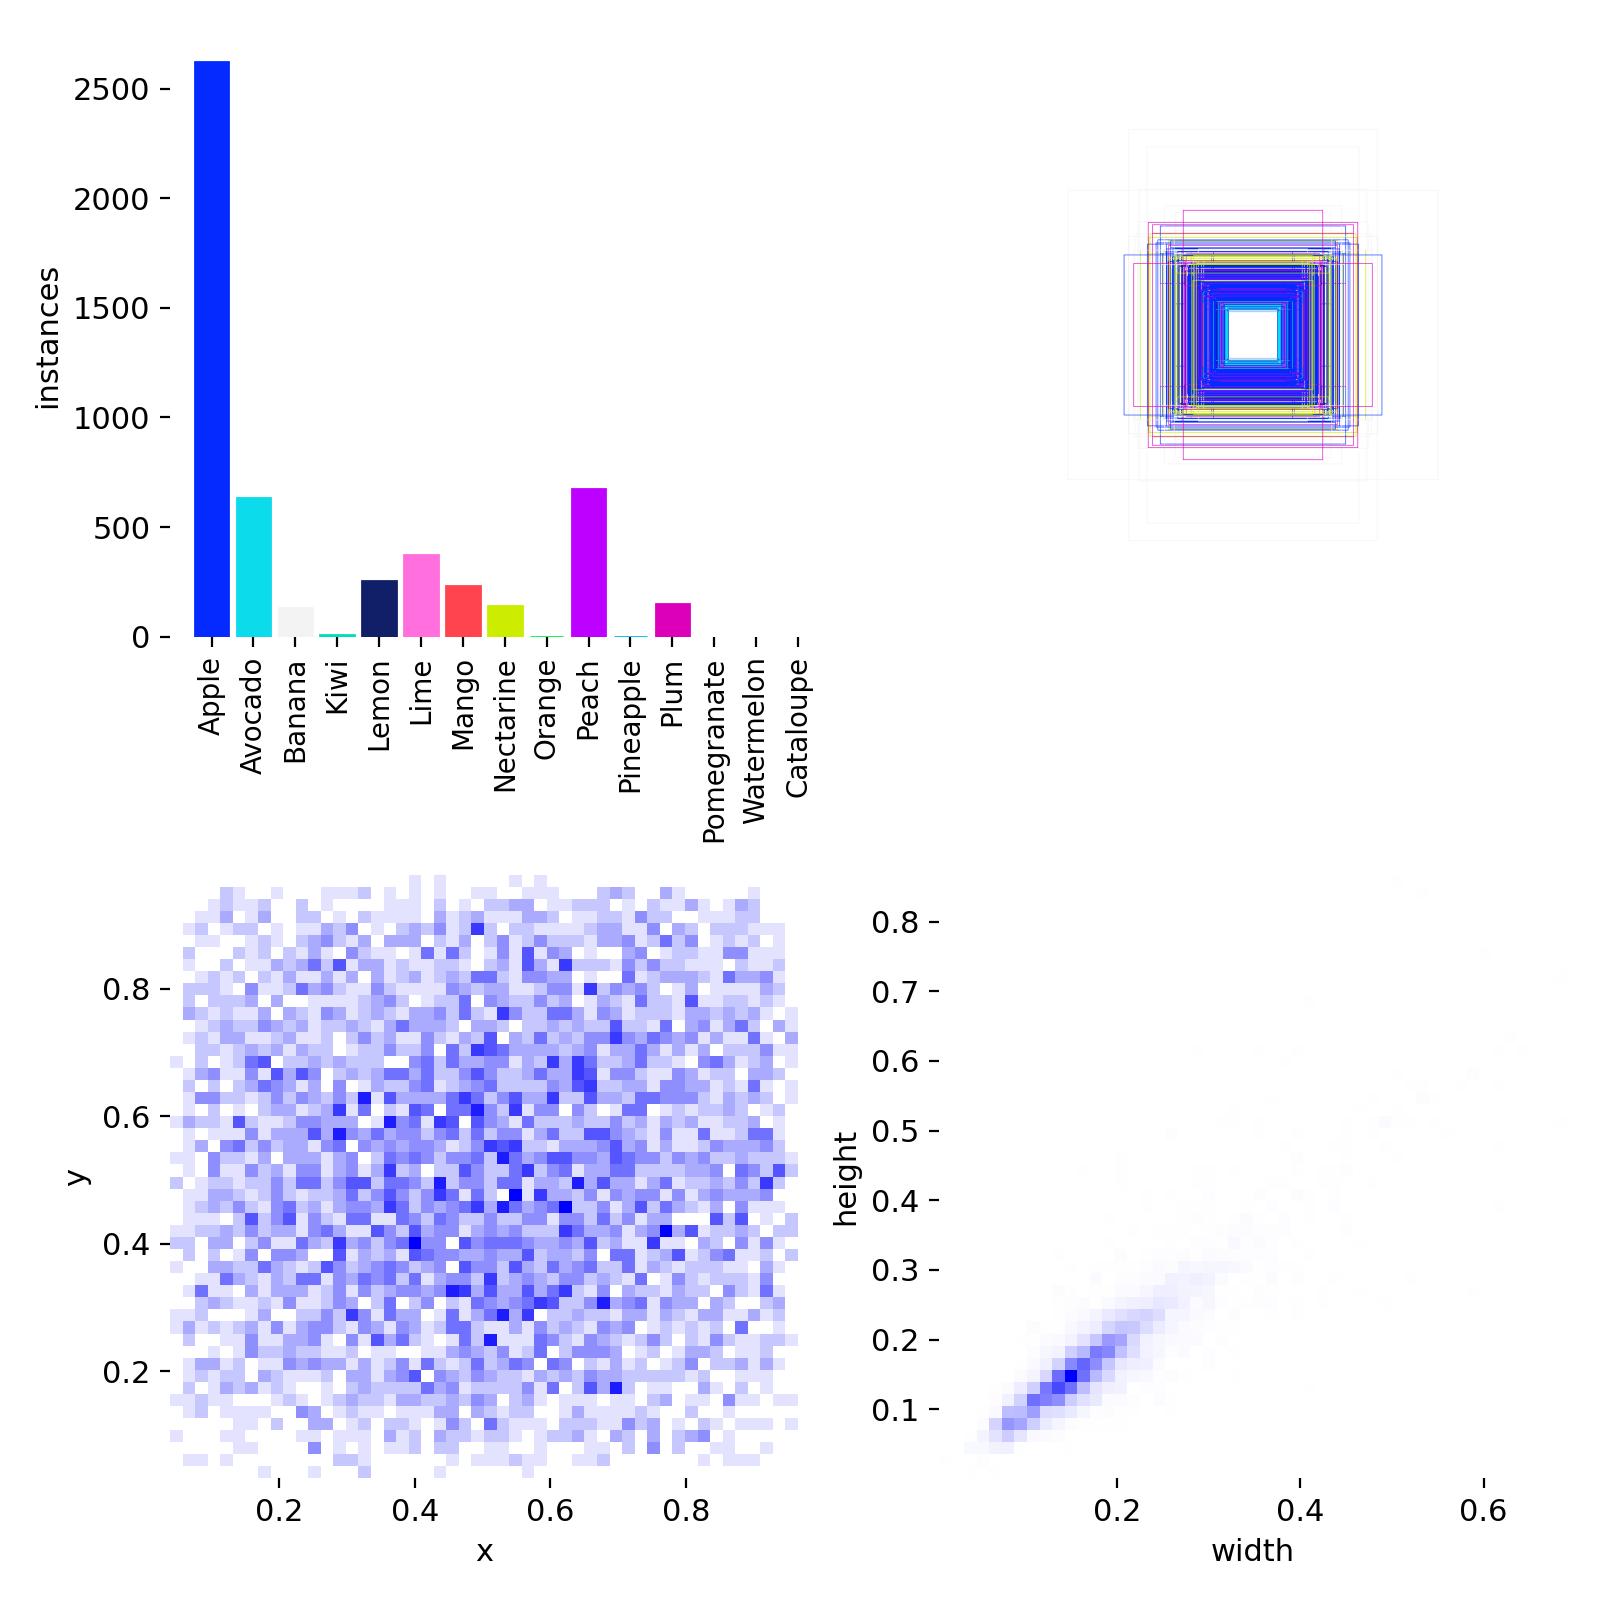 instances
2500
2000
1500
1000
500
0
Apple
Avocado
Banana
Kiwi
Lemon
Lime
Mango
Nectarine
Orange
Peach
Pineapple
Plum
Pomegranate
Watermelon
Cataloupe
y
0.8
0.6
0.4
0.2
0.2 0.4 0.6 0.8
x
height
0.8
0.7
0.6
0.5
0.4
0.3
0.2
0.1
0.2 0.4 0.6
width